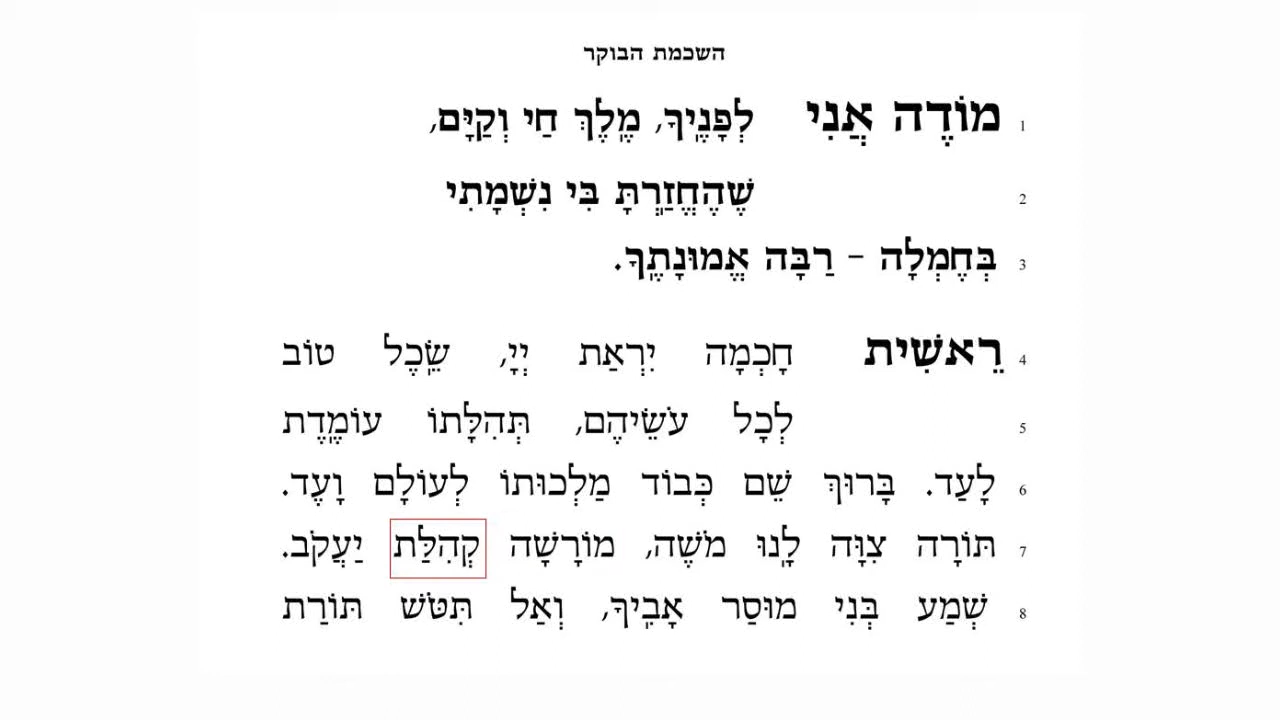 השכמת הבוקר
1 מוֹדֶה אֲנִי לְפָנֶֽיךָ, מֶֽלֶךְ חַי וְקַיָּם,
2 שֶׁהֶחֱזַֽרְתָּ בִּי נִשְׁמָתִי
3 בְּחֶמְלָה – רַבָּה אֱמוּנָתֶֽךָ.
4 רֵאשִׁית חָכְמָה יִרְאַת יְיָ, שֵֽׂכֶל טוֹב
5 לְכָל עֹשֵׂיהֶם, תְּהִלָּתוֹ עוֹמֶֽדֶת
6 לָעַד. בָּרוּךְ שֵׁם כְּבוֹד מַלְכוּתוֹ לְעוֹלָם וָעֶד.
7 תּוֹרָה צִוָּה לָֽנוּ מֹשֶׁה, מוֹרָשָׁה קְהִלַּת יַעֲקֹב.
8 שְׁמַע בְּנִי מוּסַר אָבִֽיךָ, וְאַל תִּטֹּשׁ תּוֹרַת